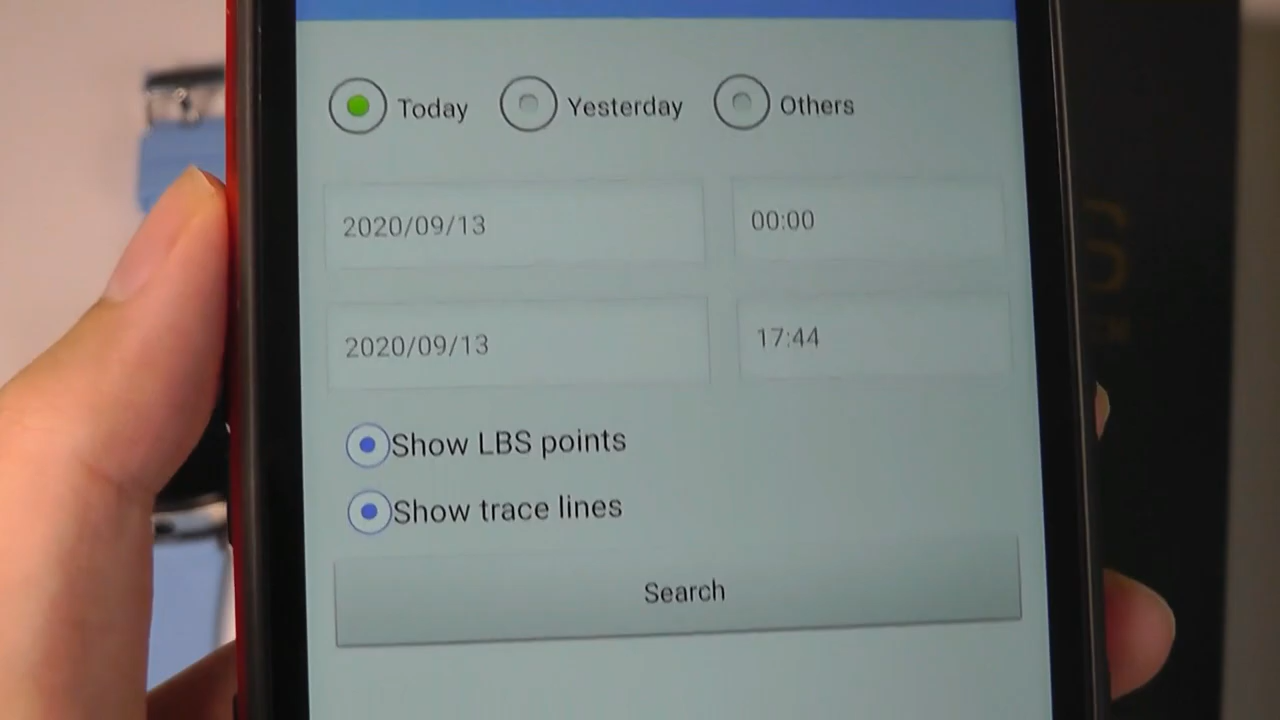 Today Yesterday Others
2020/09/13 00:00
2020/09/13 17:44
Show LBS points
Show trace lines
Search